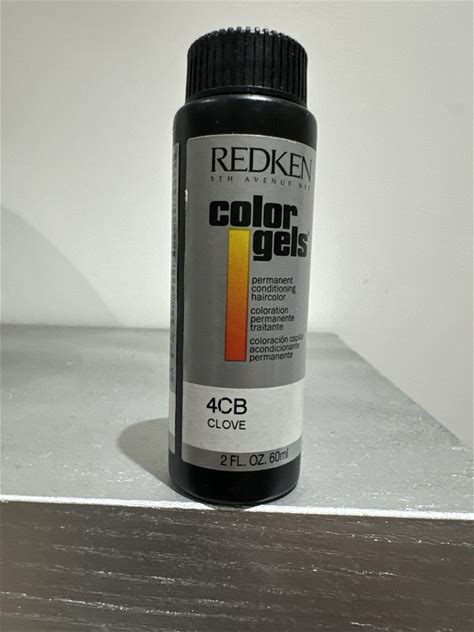 REDKEN
5TH AVENUE NYC
color
gels
permanent
conditioning
haircolor
coloration
permanente
traitante
coloración capilar
acondicionante
permanente
4CB
CLOVE
2 FL. OZ. 60ml